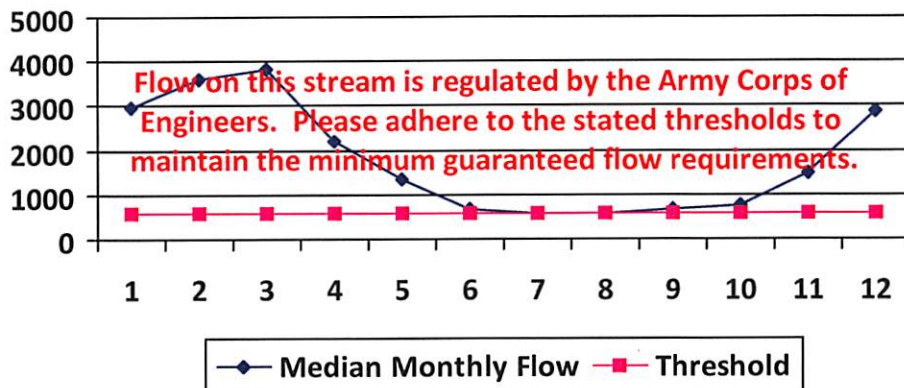 5000
4000
3000
2000
1000
0
Flow on this stream is regulated by the Army Corps of
Engineers. Please adhere to the stated thresholds to
maintain the minimum guaranteed flow requirements.
1 2 3 4 5 6 7 8 9 10 11 12
Median Monthly Flow Threshold